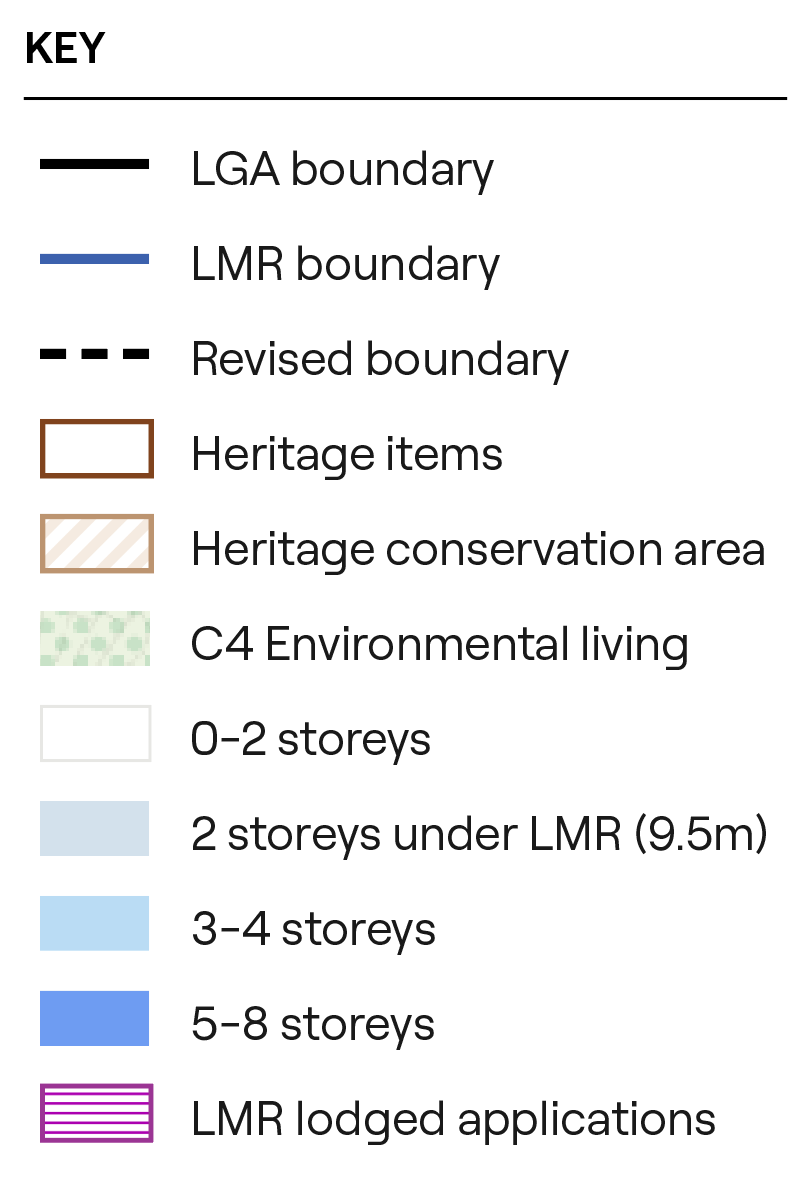 KEY
LGA boundary
LMR boundary
Revised boundary
Heritage items
Heritage conservation area
C4 Environmental living
0-2 storeys
2 storeys under LMR (9.5m)
3-4 storeys
5-8 storeys
LMR lodged applications